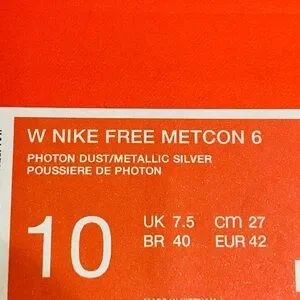 W NIKE FREE METCON 6
PHOTON DUST/METALLIC SILVER
POUSSIERE DE PHOTON
10
UK 7.5 cm 27
BR 40 EUR 42